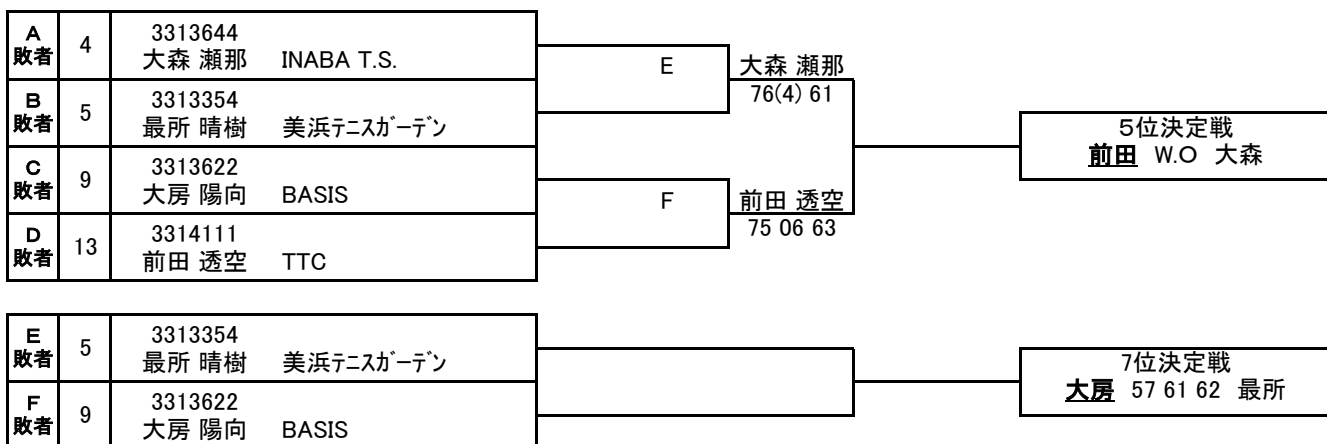 A 敗者 4 3313644
大森 瀬那 INABA T.S.
B 敗者 5 3313354
最所 晴樹 美浜ﾃﾆｽｶﾞｰﾃﾞﾝ
C 敗者 9 3313622
大房 陽向 BASIS
D 敗者 13 3314111
前田 透空 TTC
E
大森 瀬那
76(4) 61
F
前田 透空
75 06 63
5位決定戦
前田 W.O 大森
E 敗者 5 3313354
最所 晴樹 美浜ﾃﾆｽｶﾞｰﾃﾞﾝ
F 敗者 9 3313622
大房 陽向 BASIS
7位決定戦
大房 57 61 62 最所